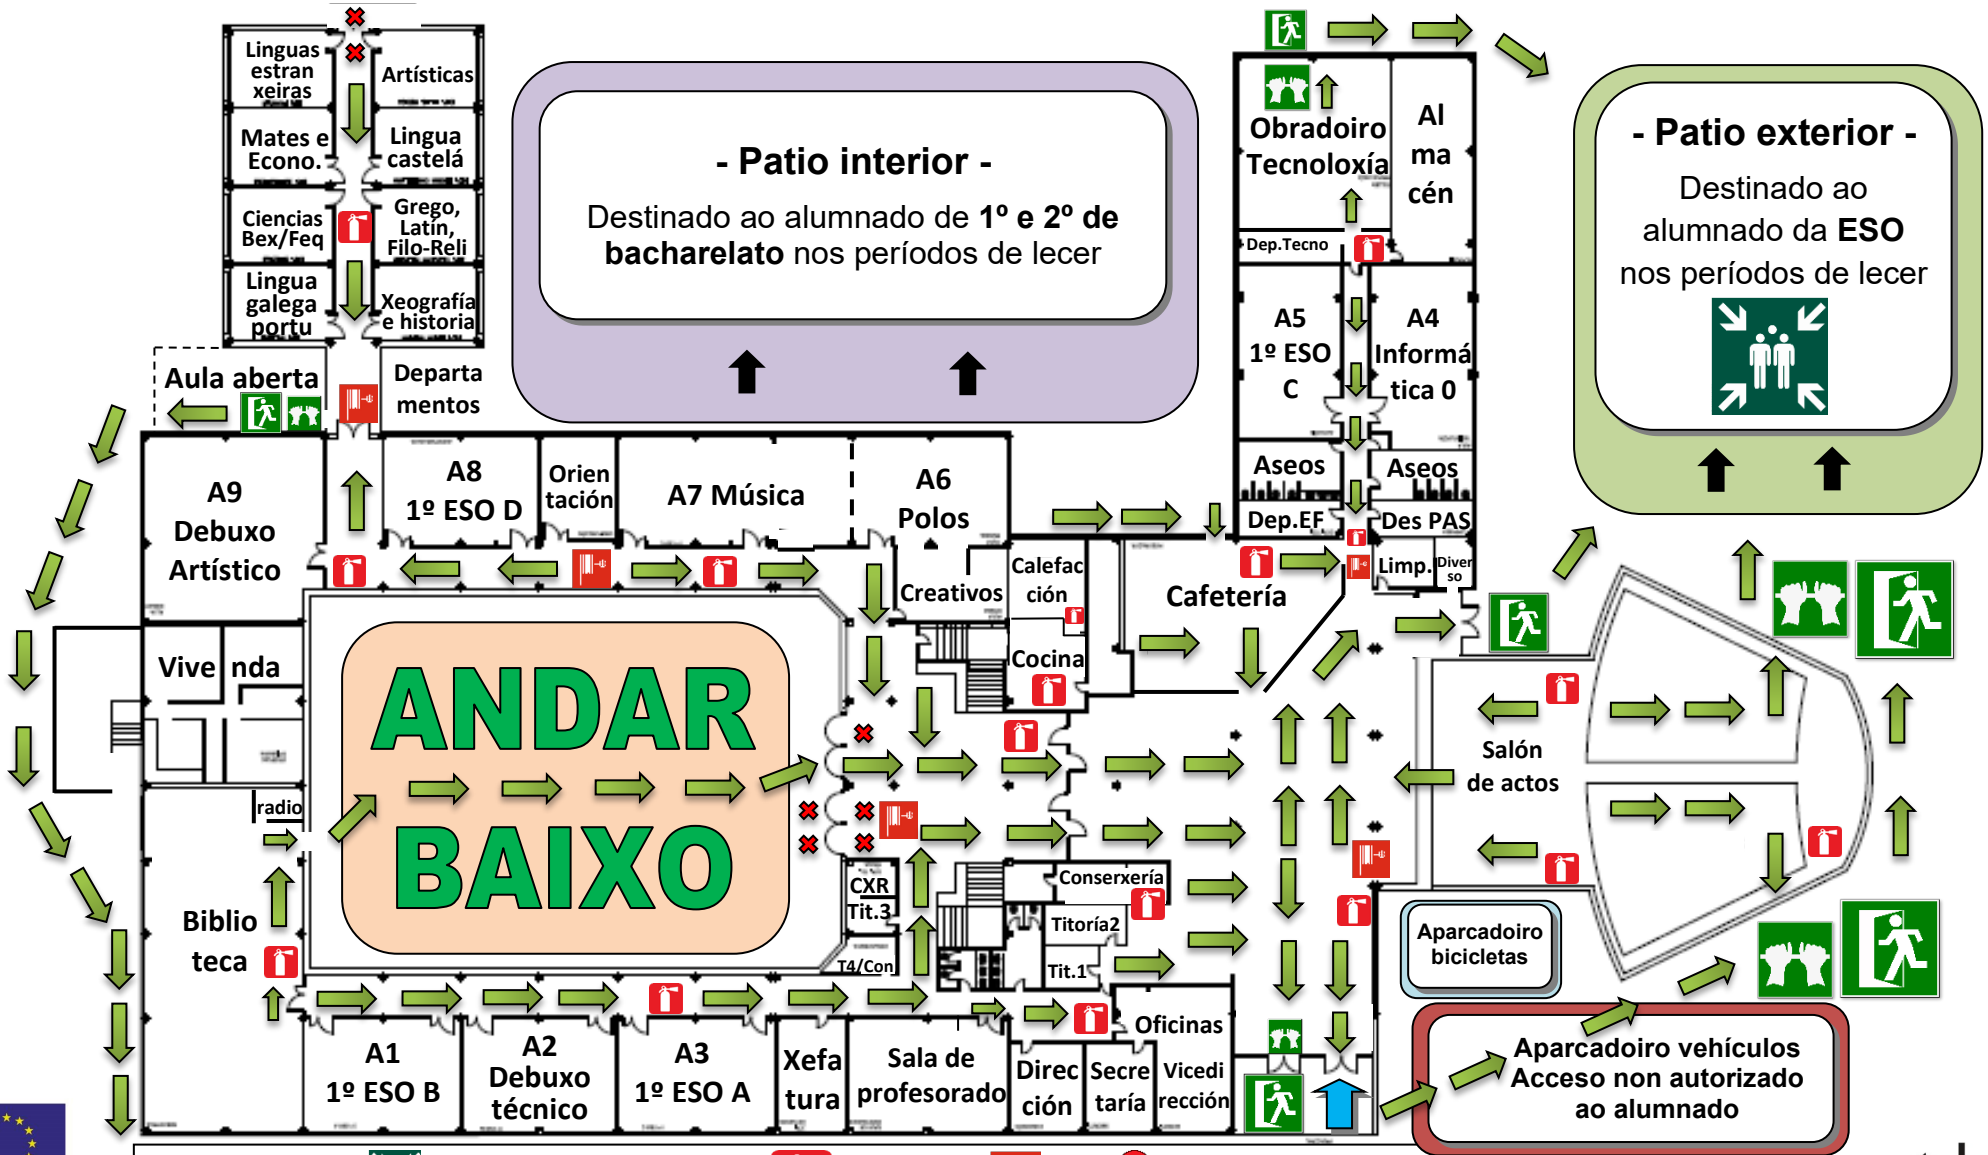 Linguas
estran
xeiras
Artísticas
Mates e
Econo.
Lingua
castelá
Ciencias
Bex/Feq
Grego,
Latín,
Filo-Reli
Lingua
galega
portu
Xeografía
e historia
Aula aberta
Departa
mentos
- Patio interior -
Destinado ao alumnado de 1º e 2º de
bacharelato nos períodos de lecer
Obradoiro
Tecnoloxía
Al
ma
cén
Dep.Tecno
A5
1º ESO
C
A4
Informá
tica 0
Aseos
Aseos
Dep.EF
Des PAS
Limp.
Diver
so
- Patio exterior -
Destinado ao
alumnado da ESO
nos períodos de lecer
A9
Debuxo
Artístico
A8
1º ESO D
Orien
tación
A7 Música
A6
Polos
Creativos
Calefac
ción
Cocina
Cafetería
Vive nda
ANDAR
BAIXO
radio
Biblio
teca
CXR
Tit.3
T4/Con
Conserxería
Titoría2
Tit.1
Salón
de actos
Aparcadoiro
bicicletas
A1
1º ESO B
A2
Debuxo
técnico
A3
1º ESO A
Xefa
tura
Sala de
profesorado
Direc
ción
Secre
taría
Oficinas
Vicedi
rrección
Aparcadoiro vehículos
Acceso non autorizado
ao alumnado